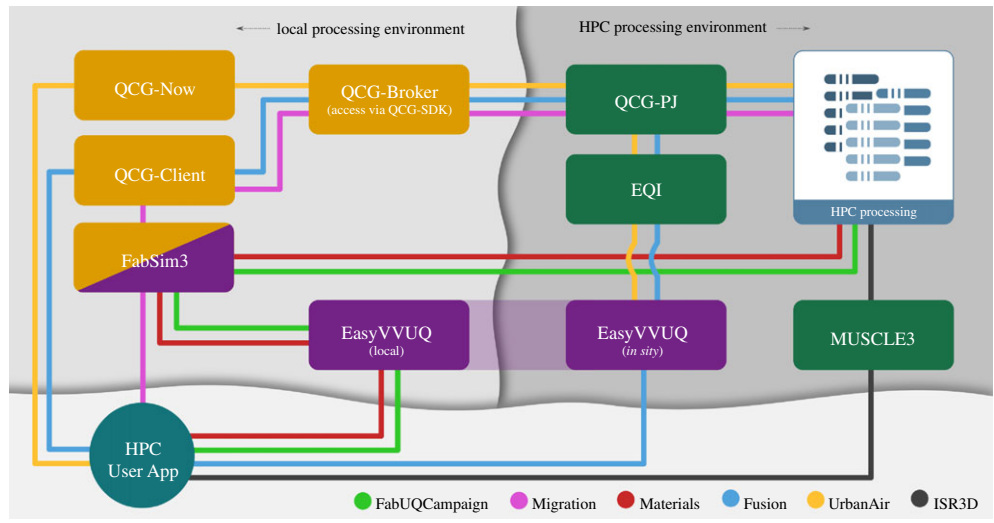 local processing environment
HPC processing environment
QCG-Now
QCG-Broker
(access via QCG-SDK)
QCG-PJ
QCG-Client
EQI
HPC processing
FabSim3
EasyVVUQ
(local)
EasyVVUQ
(in sity)
MUSCLE3
HPC
User App
FabUQCampaign
Migration
Materials
Fusion
UrbanAir
ISR3D